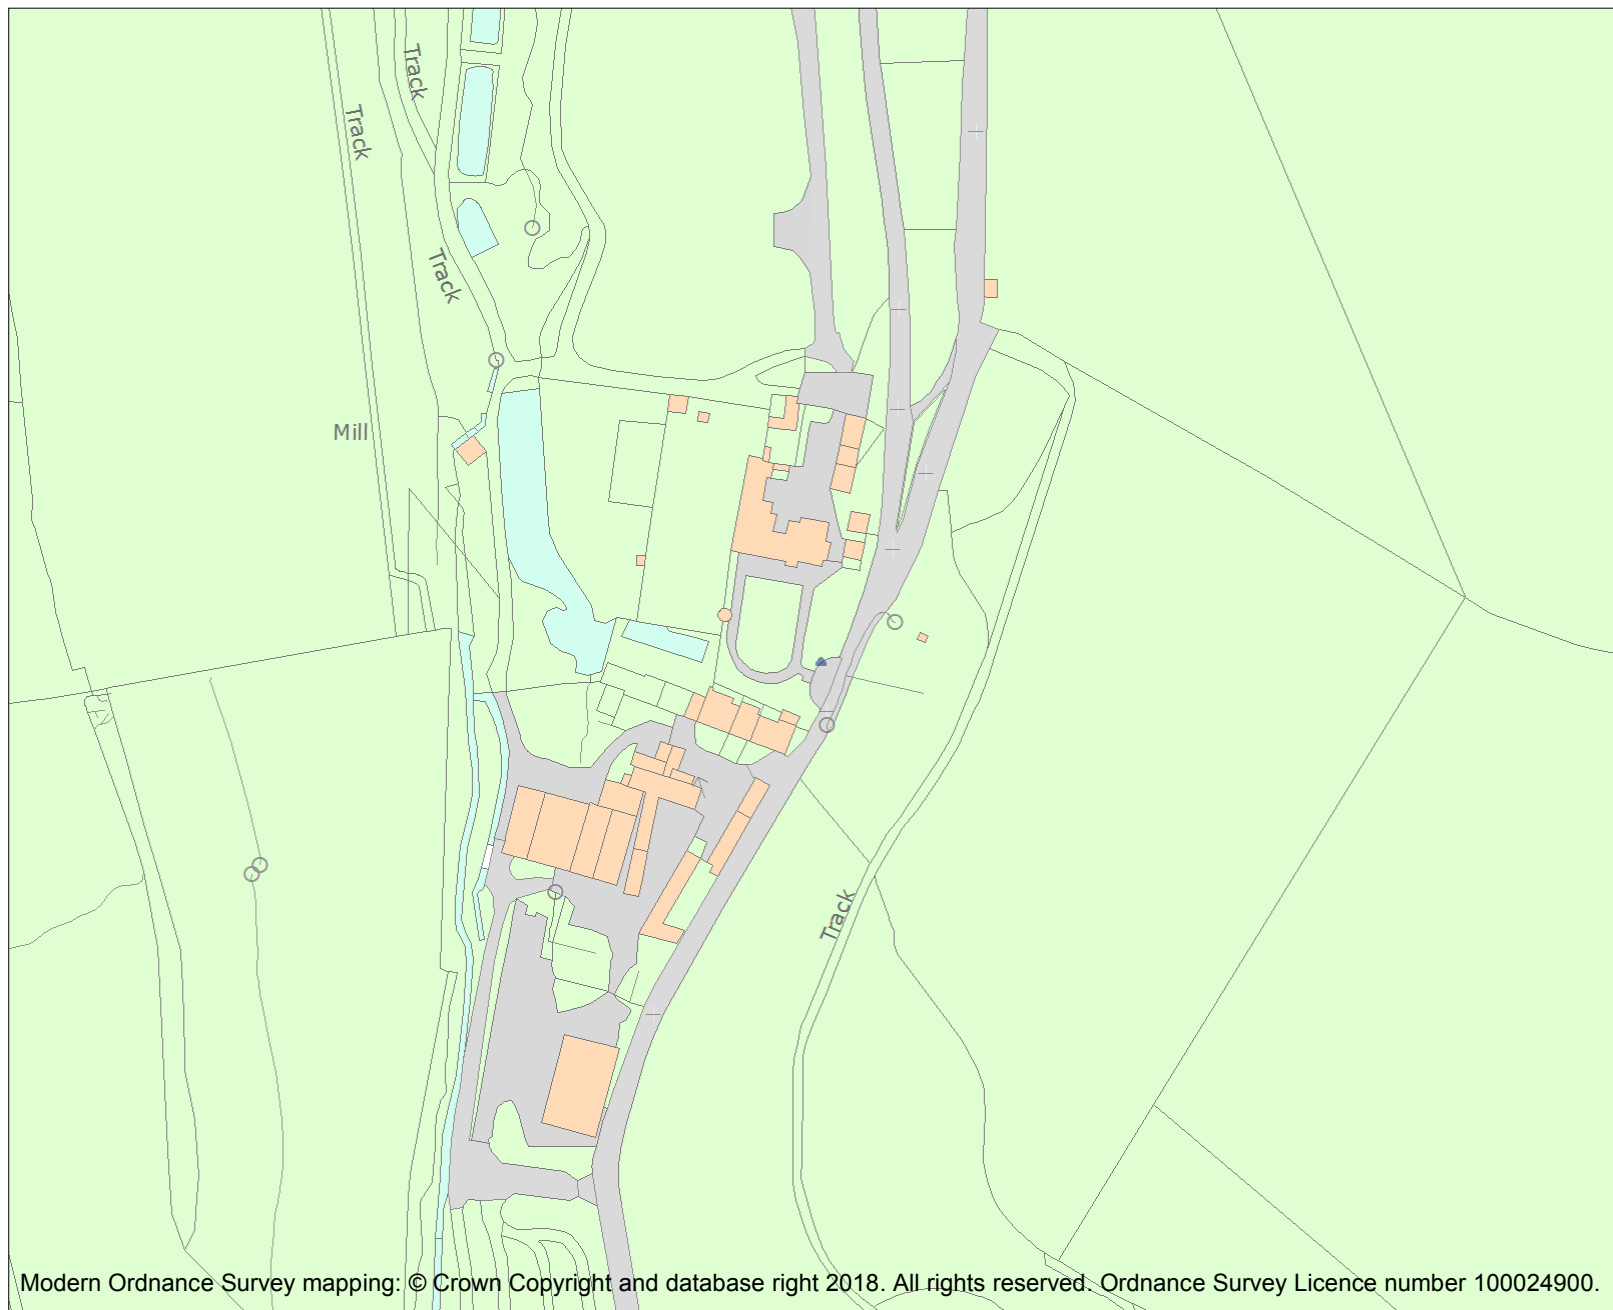 Track
Track
Track
Mill
Track
Modern Ordnance Survey mapping: © Crown Copyright and database right 2018. All rights reserved. Ordnance Survey Licence number 100024900.